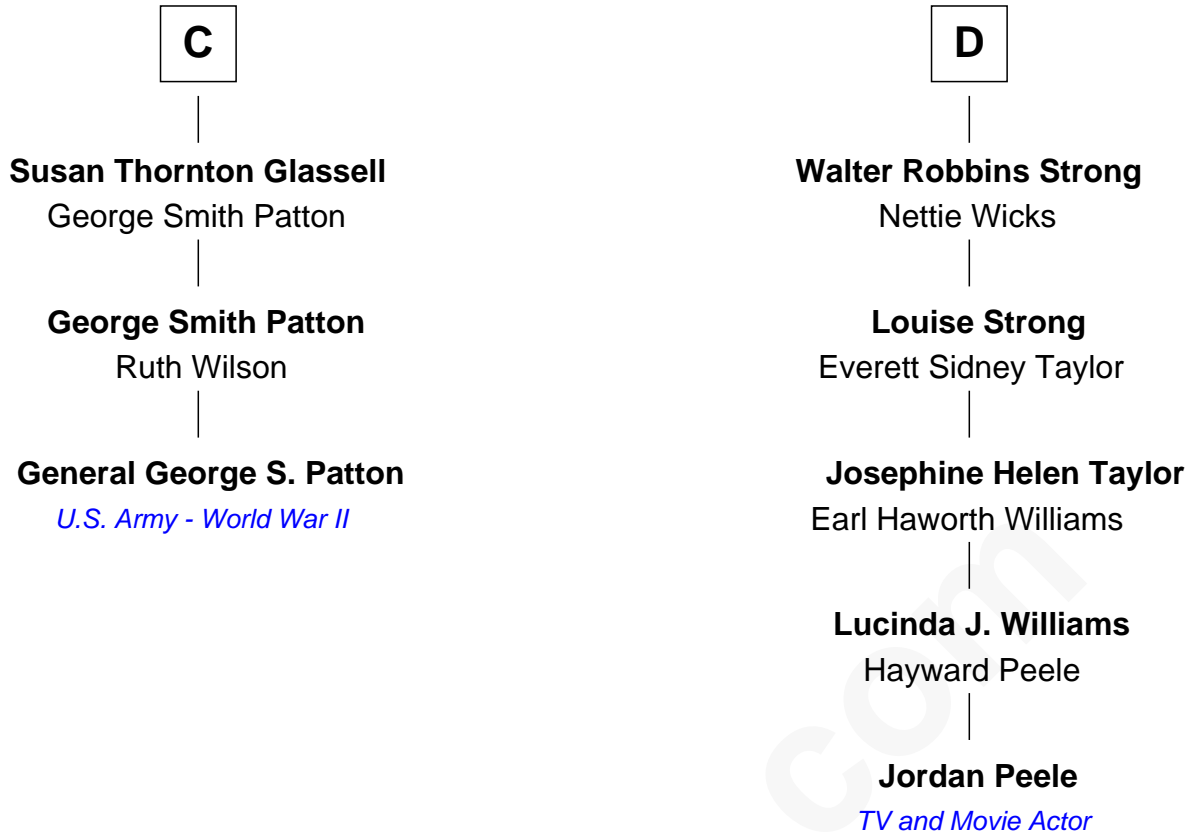 C
Susan Thornton Glassell
George Smith Patton
George Smith Patton
Ruth Wilson
General George S. Patton
U.S. Army - World War II
D
Walter Robbins Strong
Nettie Wicks
Louise Strong
Everett Sidney Taylor
Josephine Helen Taylor
Earl Haworth Williams
Lucinda J. Williams
Hayward Peele
Jordan Peele
TV and Movie Actor
com